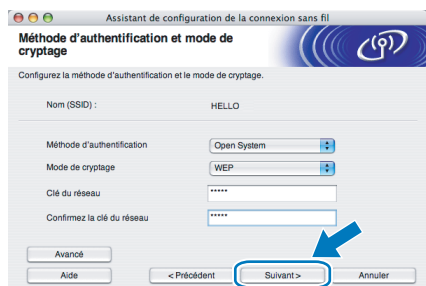 Assistant de configuration de la connexion sans fil
Méthode d'authentification et mode de
cryptage
Configurez la méthode d'authentification et le mode de cryptage.
Nom (SSID) : HELLO
Méthode d'authentification Open System
Mode de cryptage WEP
Clé du réseau *****
Confirmez la clé du réseau *****
Avancé
Aide < Précédent Suivant > Annuler